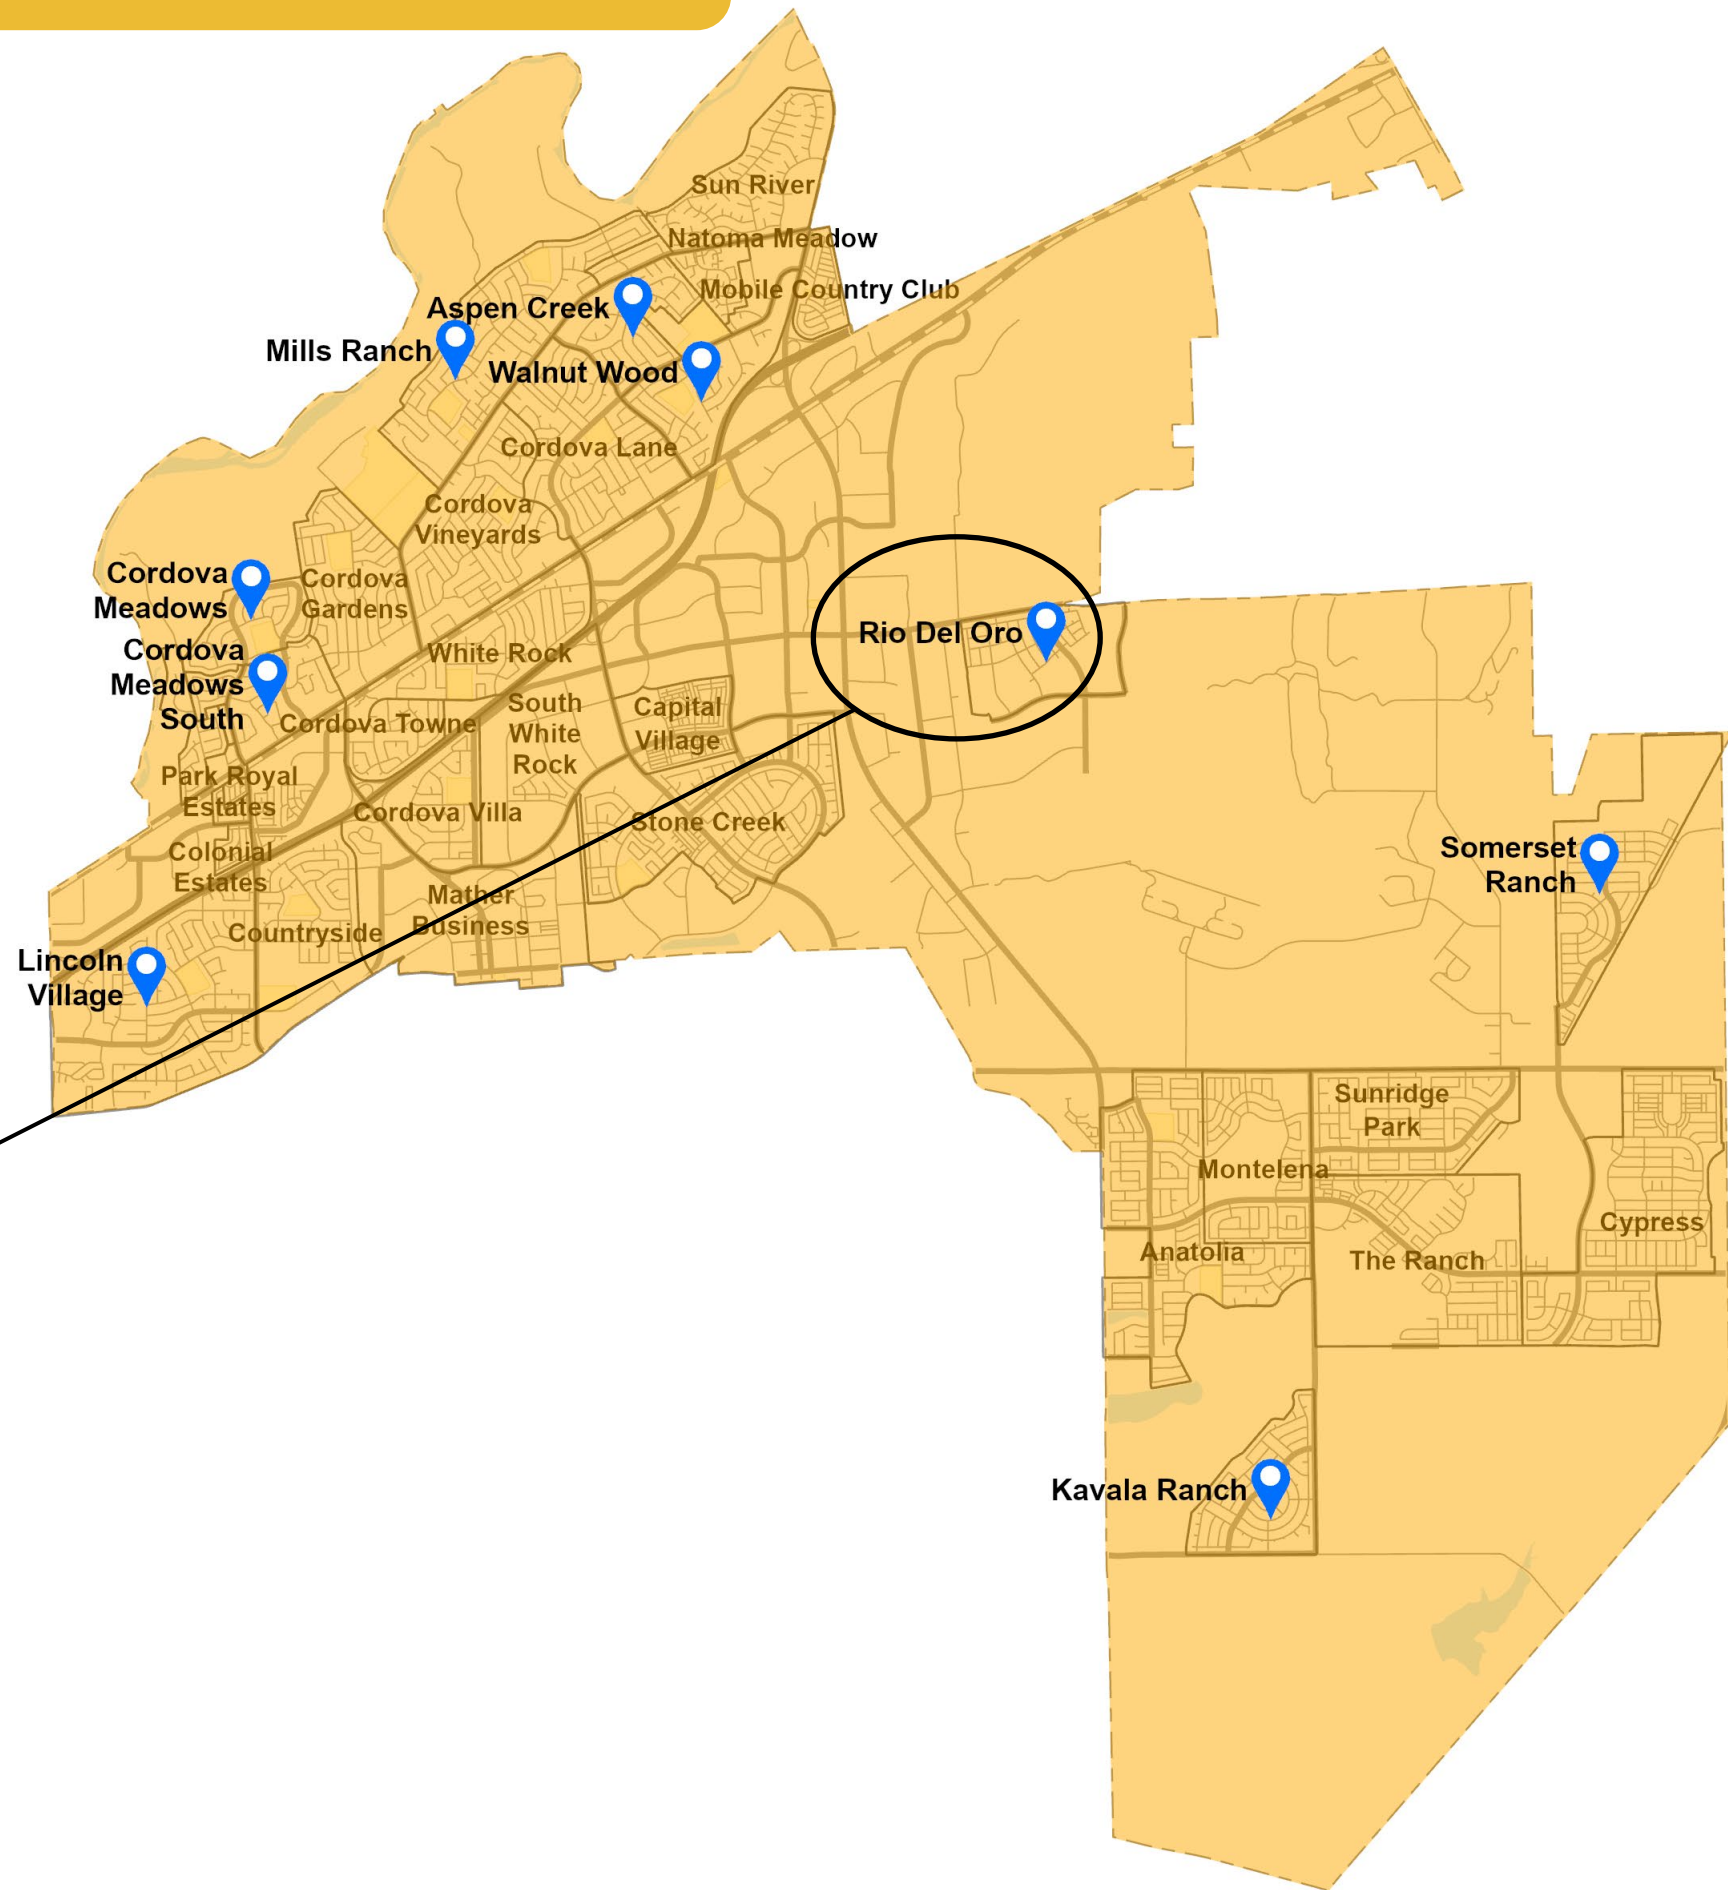 Sun River
Natoma Meadow
Mobile Country Club
Aspen Creek
Mills Ranch
Walnut Wood
Cordova Lane
Cordova
Vineyards
Cordova
Meadows
Cordova
Gardens
Rio Del Oro
Cordova
Meadows
South
White Rock
Cordova Towne
South
White
Rock
Capital
Village
Park Royal
Estates
Cordova Villa
Stone Creek
Colonial
Estates
Somerset
Ranch
Mather
Business
Countryside
Lincoln
Village
Sunridge
Park
Montelena
Cypress
Anatolia
The Ranch
Kavala Ranch